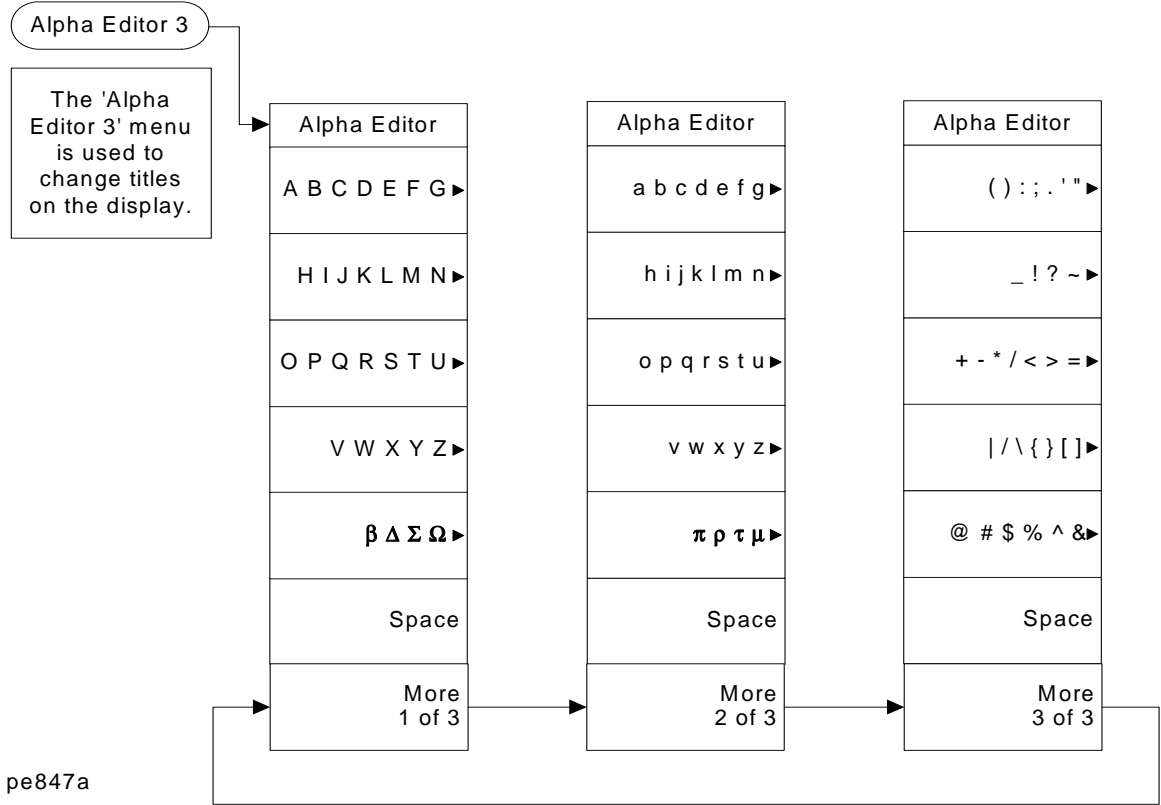 Alpha Editor 3
The 'Alpha
Editor 3' menu
is used to
change titles
on the display.
Alpha Editor
A B C D E F G
H I J K L M N
O P Q R S T U
V W X Y Z
β Δ Σ Ω
Space
More
1 of 3
Alpha Editor
a b c d e f g
h i j k l m n
o p q r s t u
v w x y z
π ρ τ μ
Space
More
2 of 3
Alpha Editor
( ) : ; . ' "
_ ! ? ~
+ - * / < > =
| / \ { } [ ]
@ # $ % ^ &
Space
More
3 of 3
pe847a